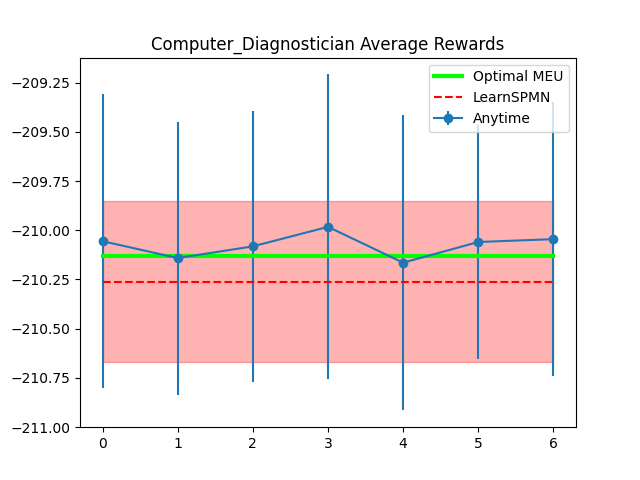 Computer_Diagnostician Average Rewards
Optimal MEU
LearnSPMN
Anytime
−209.25
−209.50
−209.75
−210.00
−210.25
−210.50
−210.75
−211.00
0 1 2 3 4 5 6